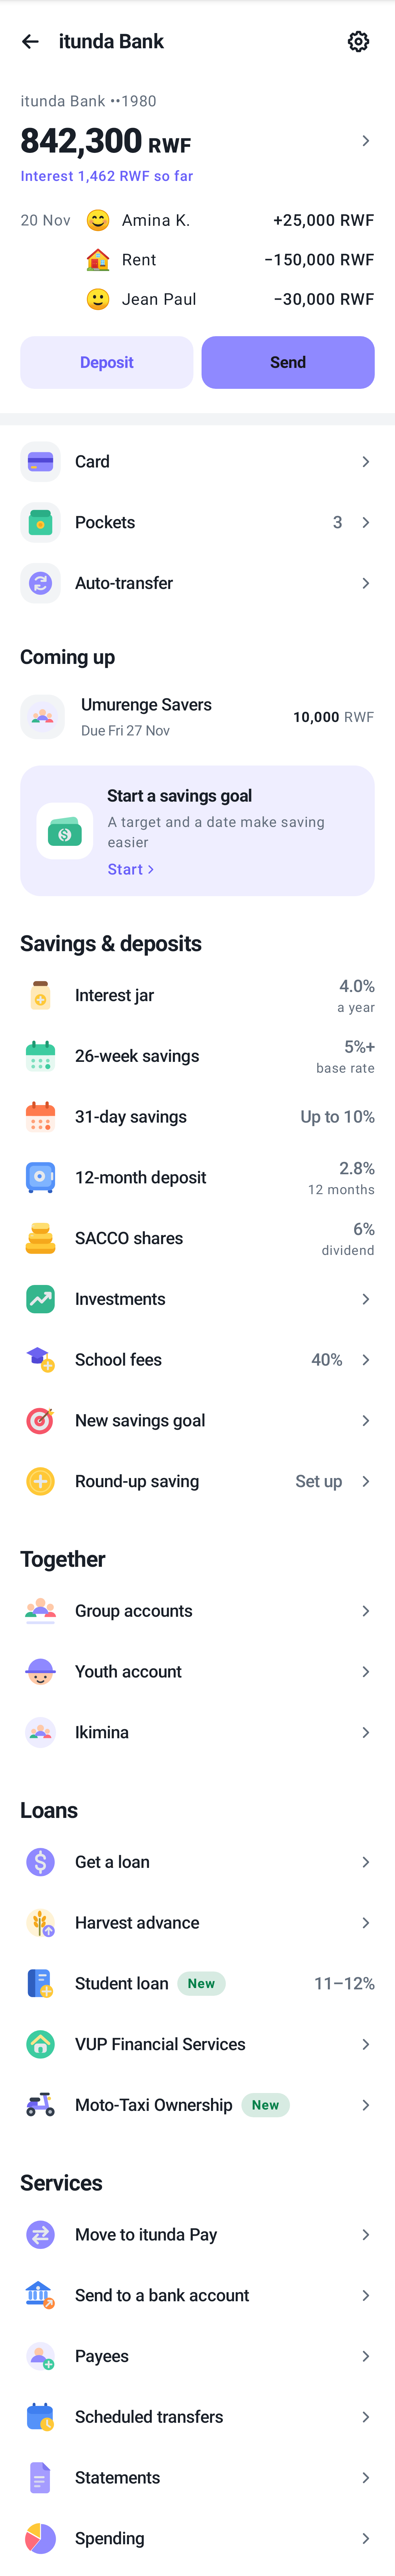 itunda Bank
itunda Bank ••1980
842,300 RWF
Interest 1,462 RWF so far
20 Nov Amina K. +25,000 RWF
Rent −150,000 RWF
Jean Paul −30,000 RWF
Deposit Send
Card
Pockets 3
Auto-transfer
Coming up
Umurenge Savers
Due Fri 27 Nov
10,000 RWF
Start a savings goal
A target and a date make saving
easier
Start
Savings & deposits
Interest jar 4.0%
a year
26-week savings 5%+
base rate
31-day savings Up to 10%
12-month deposit 2.8%
12 months
SACCO shares 6%
dividend
Investments
School fees 40%
New savings goal
Round-up saving Set up
Together
Group accounts
Youth account
Ikimina
Loans
Get a loan
Harvest advance
Student loan New 11–12%
VUP Financial Services
Moto-Taxi Ownership New
Services
Move to itunda Pay
Send to a bank account
Payees
Scheduled transfers
Statements
Spending